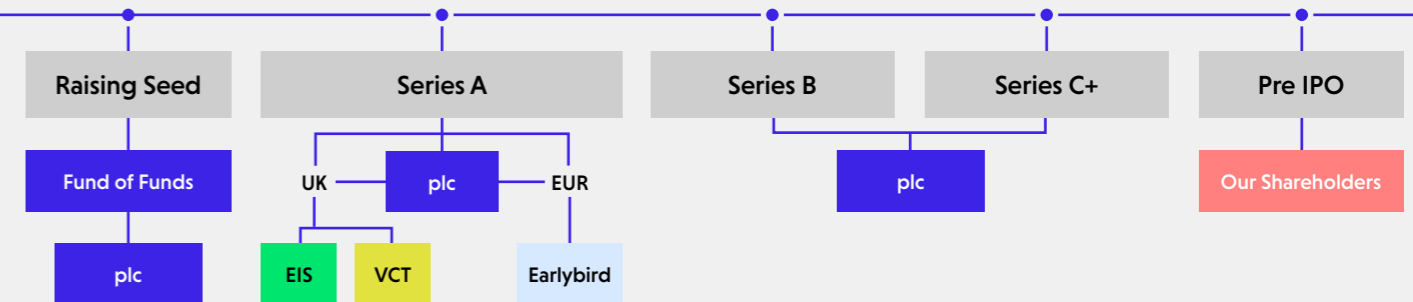 Raising Seed
Series A
Series B
Series C+
Pre IPO
Fund of Funds
UK
plc
EUR
plc
Our Shareholders
plc
EIS
VCT
Earlybird